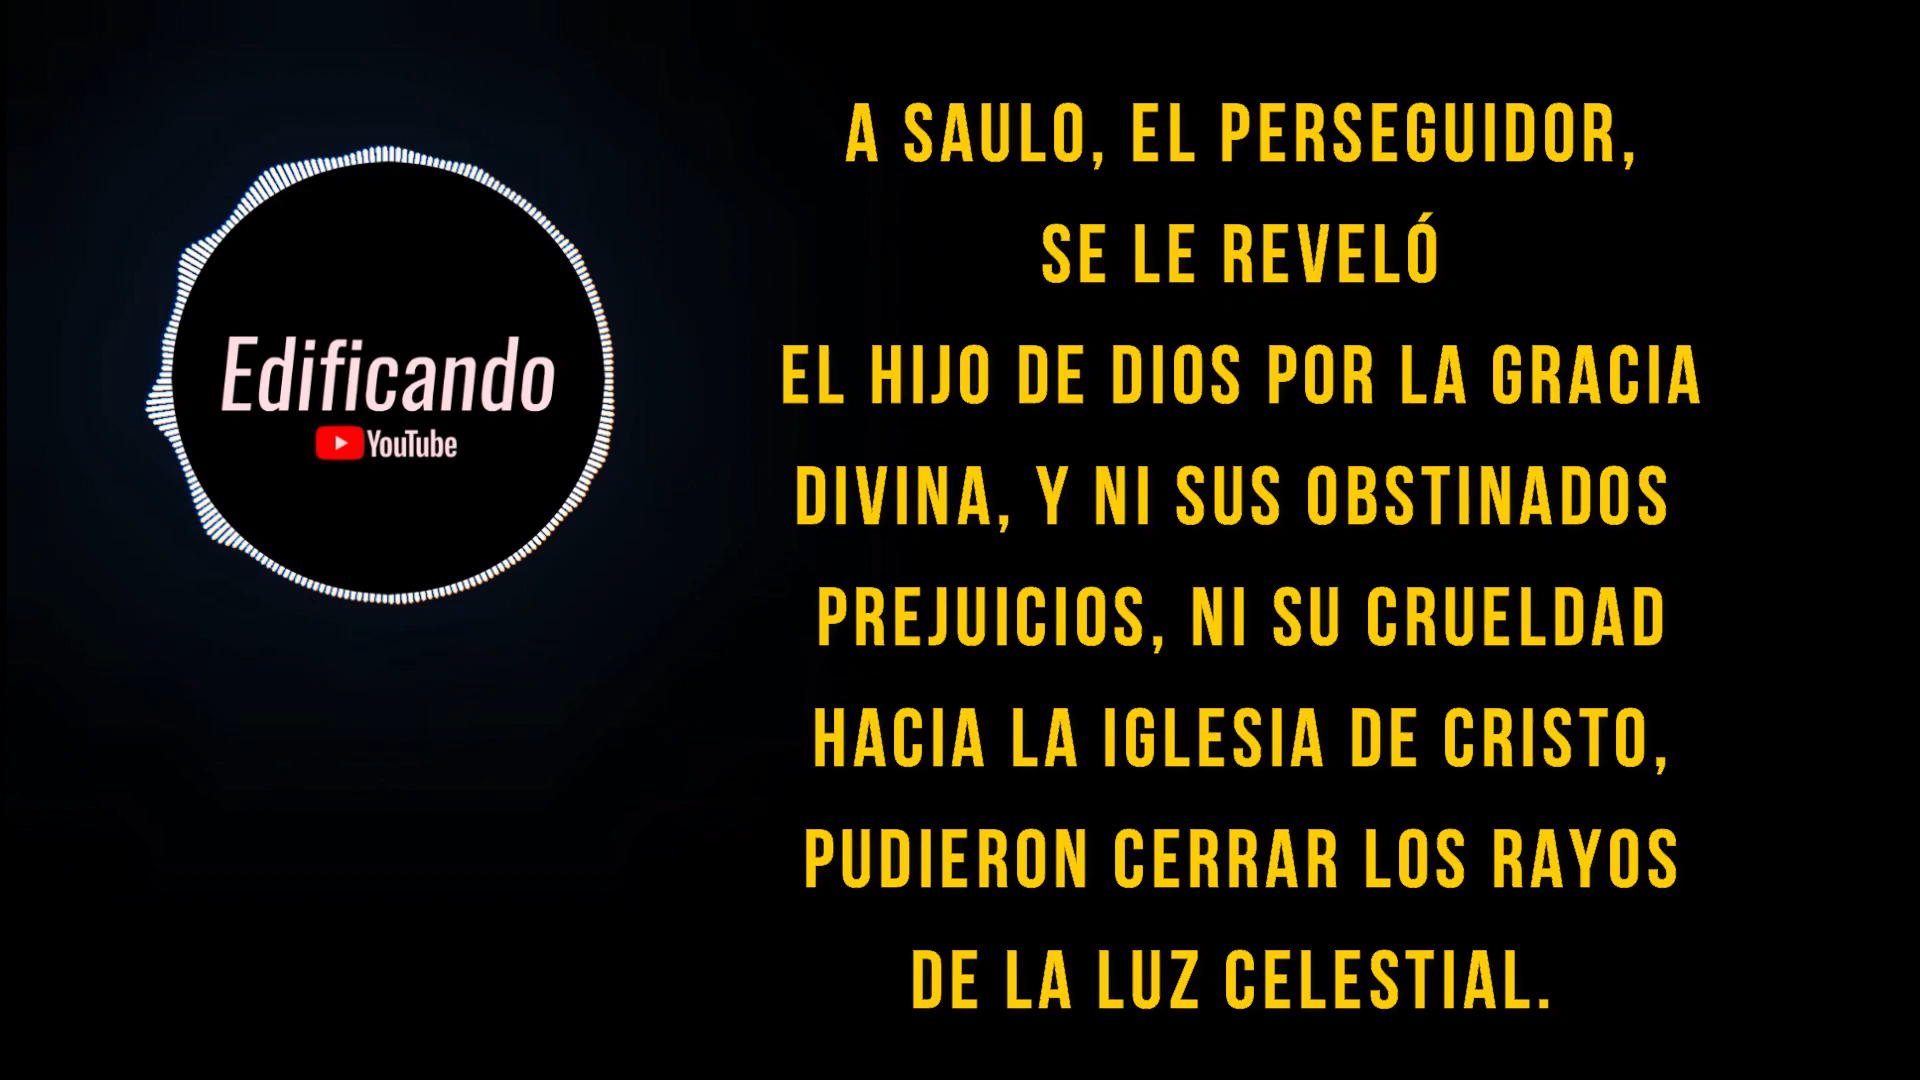 Edificando
YouTube
A SAULO, EL PERSEGUIDOR,
SE LE REVELÓ
EL HIJO DE DIOS POR LA GRACIA
DIVINA, Y NI SUS OBSTINADOS
PREJUICIOS, NI SU CRUELDAD
HACIA LA IGLESIA DE CRISTO,
PUDIERON CERRAR LOS RAYOS
DE LA LUZ CELESTIAL.